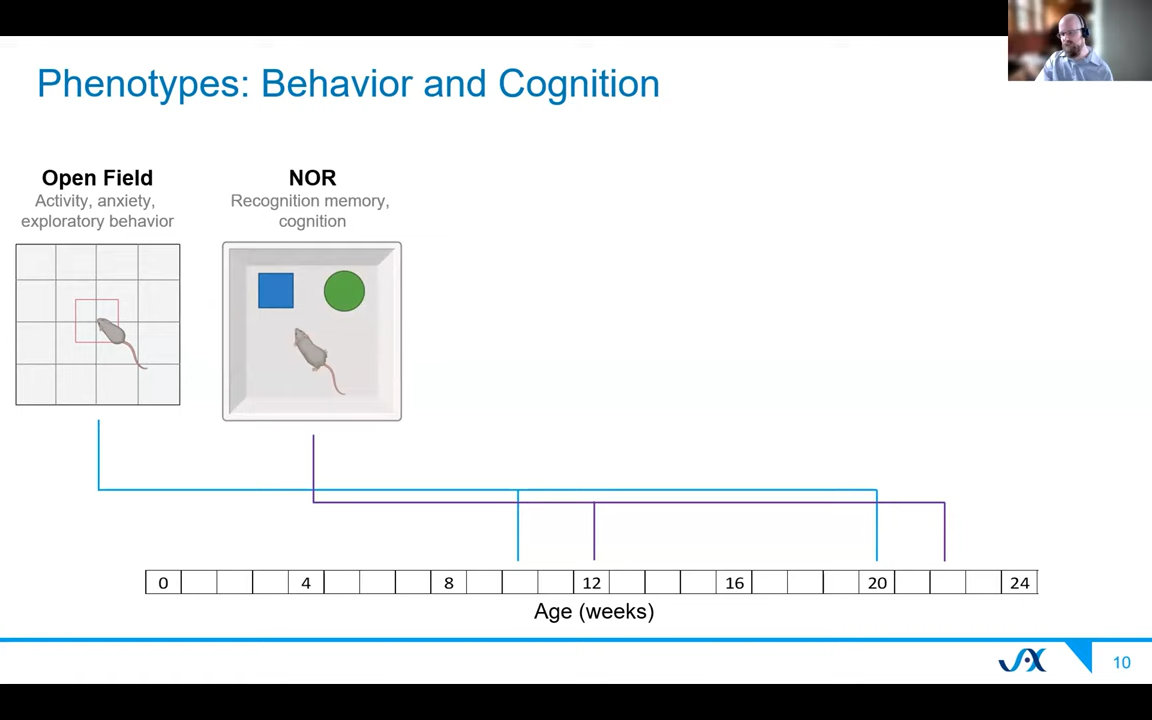 Phenotypes: Behavior and Cognition
Open Field
Activity, anxiety,
exploratory behavior
NOR
Recognition memory,
cognition
0 4 8 12 16 20 24
Age (weeks)
JAX
10